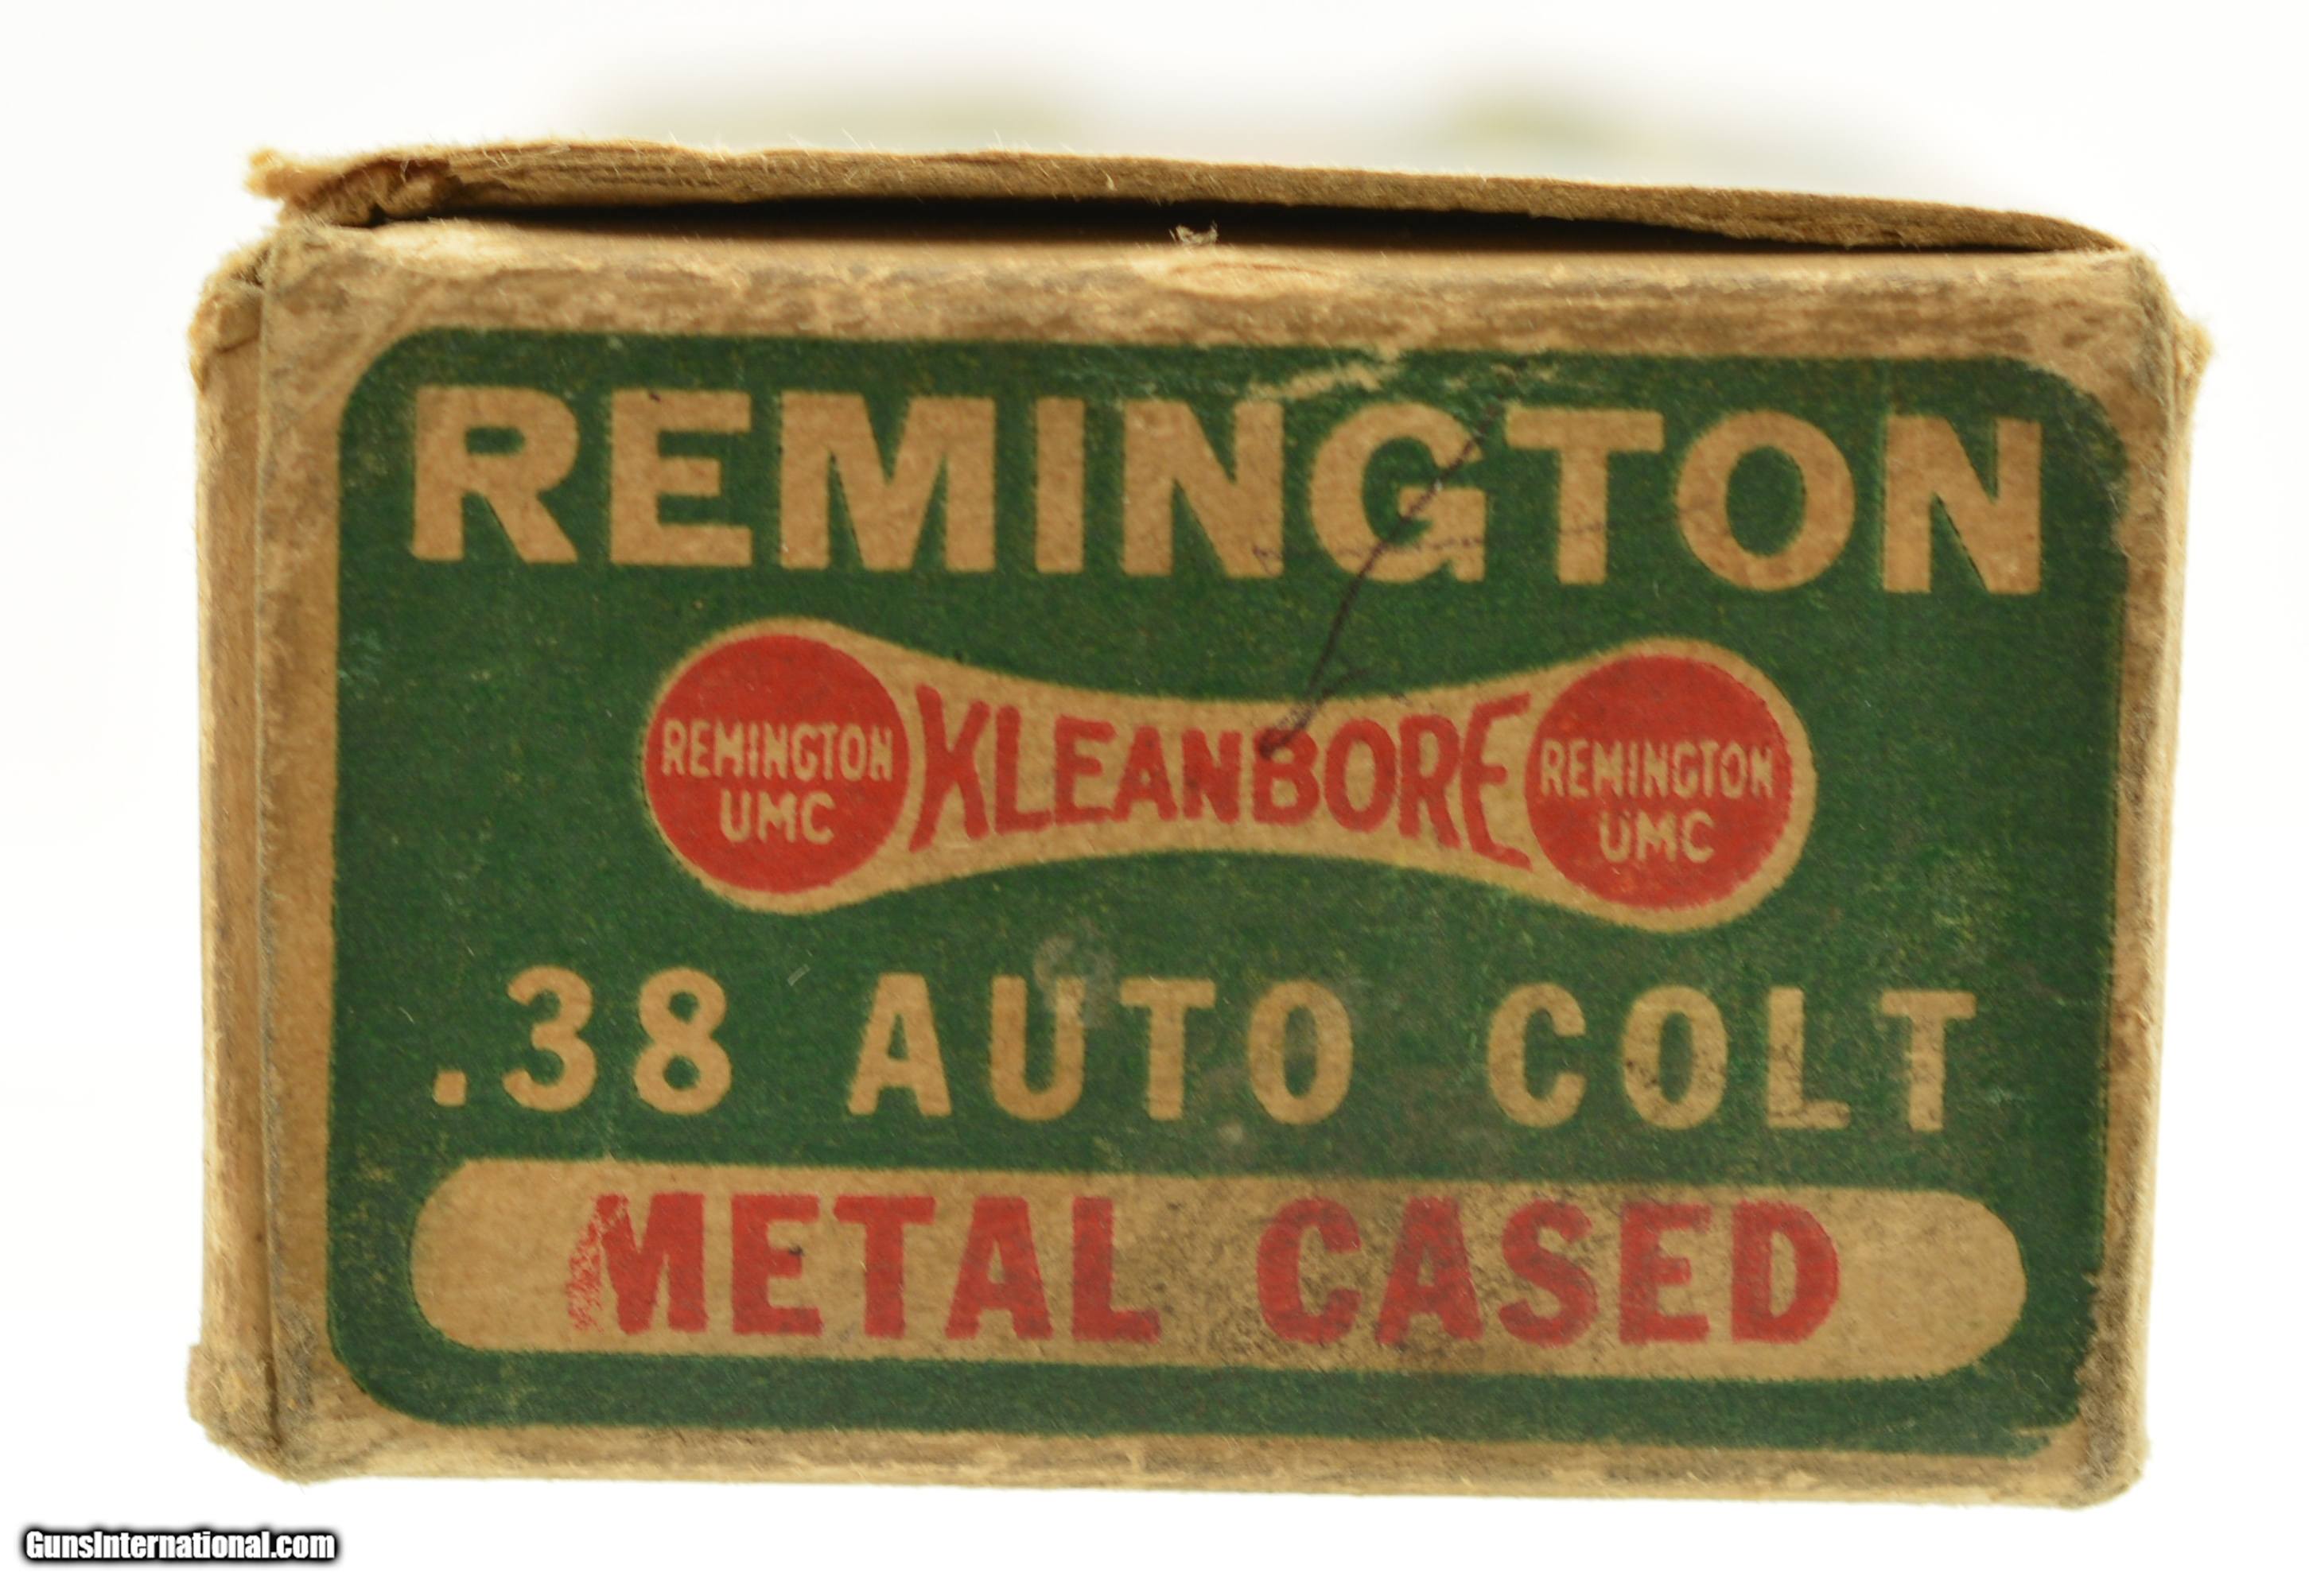 REMINGTON
REMINGTON
UMC
KLEANBORE
REMINGTON
UMC
.38 AUTO COLT
METAL CASED
GunsInternational.com